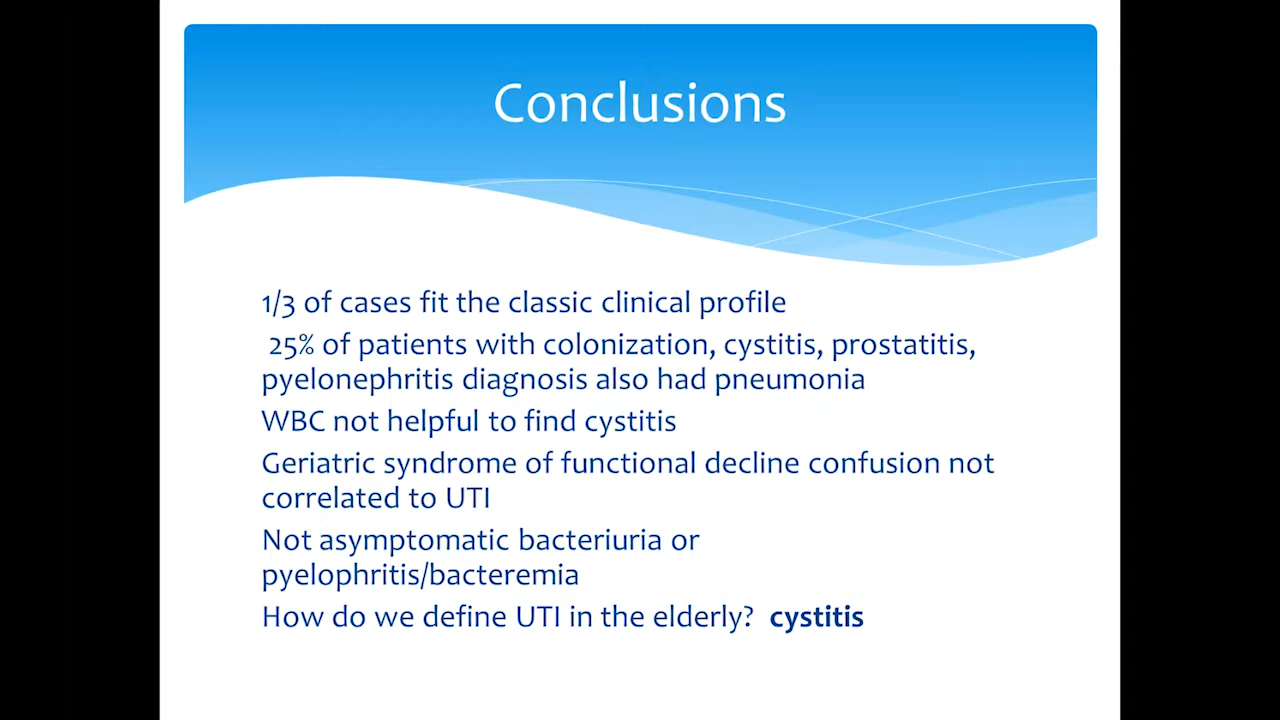 Conclusions
1/3 of cases fit the classic clinical profile
25% of patients with colonization, cystitis, prostatitis,
pyelonephritis diagnosis also had pneumonia
WBC not helpful to find cystitis
Geriatric syndrome of functional decline confusion not
correlated to UTI
Not asymptomatic bacteriuria or
pyelophritis/bacteremia
How do we define UTI in the elderly? cystitis